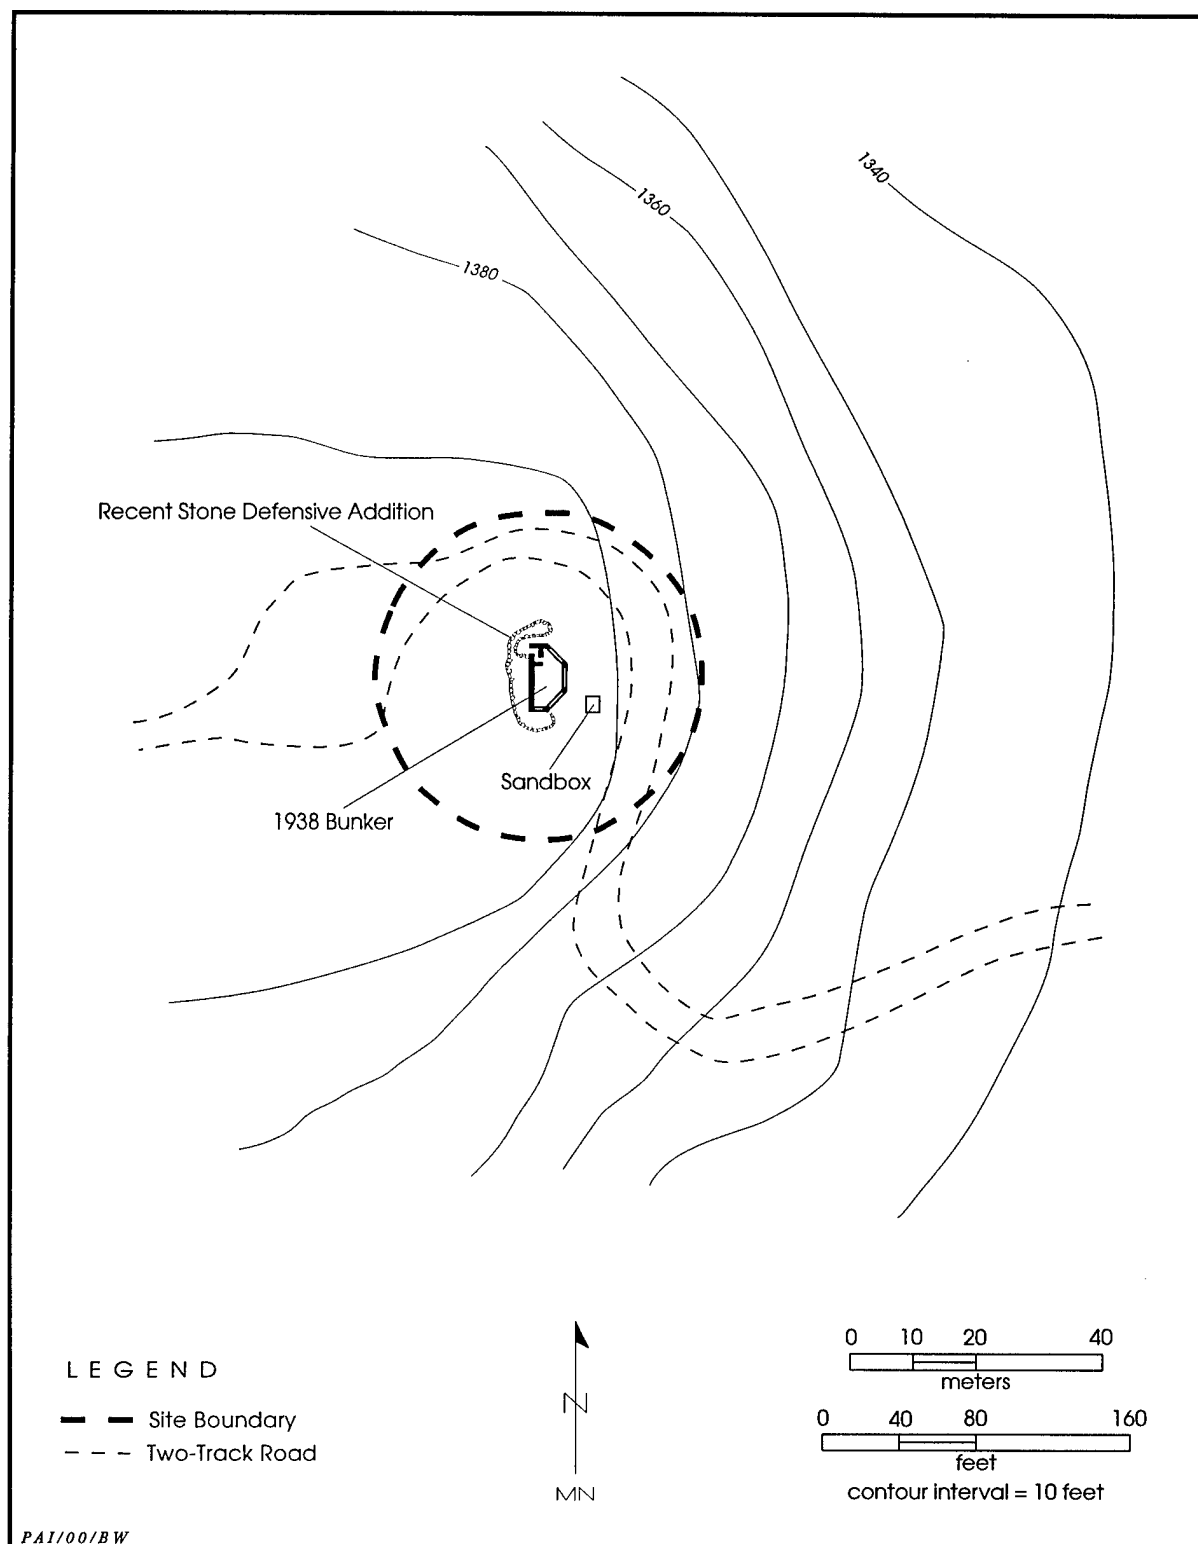 1340
1360
1380
Recent Stone Defensive Addition
Sandbox
1938 Bunker
LEGEND
Site Boundary
Two-Track Road
N
MN
0 10 20 40
meters
0 40 80 160
feet
contour interval = 10 feet
PAI/00/BW